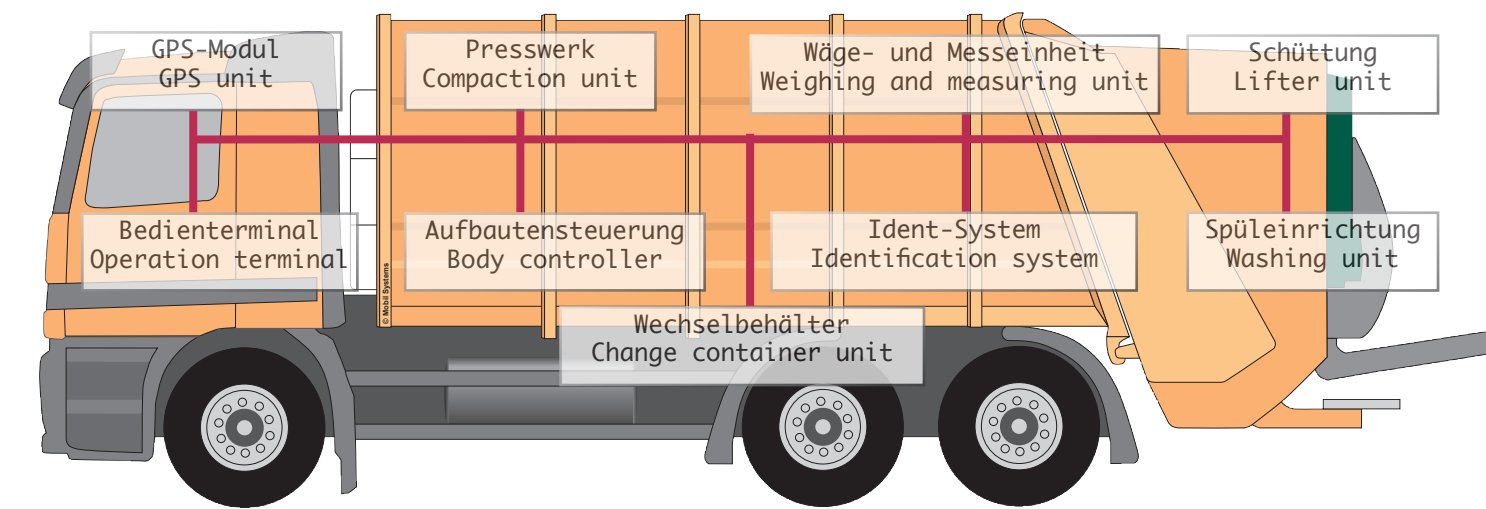 GPS-Modul
GPS unit
Presswerk
Compaction unit
Wäge- und Messeinheit
Weighing and measuring unit
Schüttung
Lifter unit
Bedienterminal
Operation terminal
Aufbautensteuerung
Body controller
Ident-System
Identification system
Spüleinrichtung
Washing unit
© Mobil Systems
Wechselbehälter
Change container unit